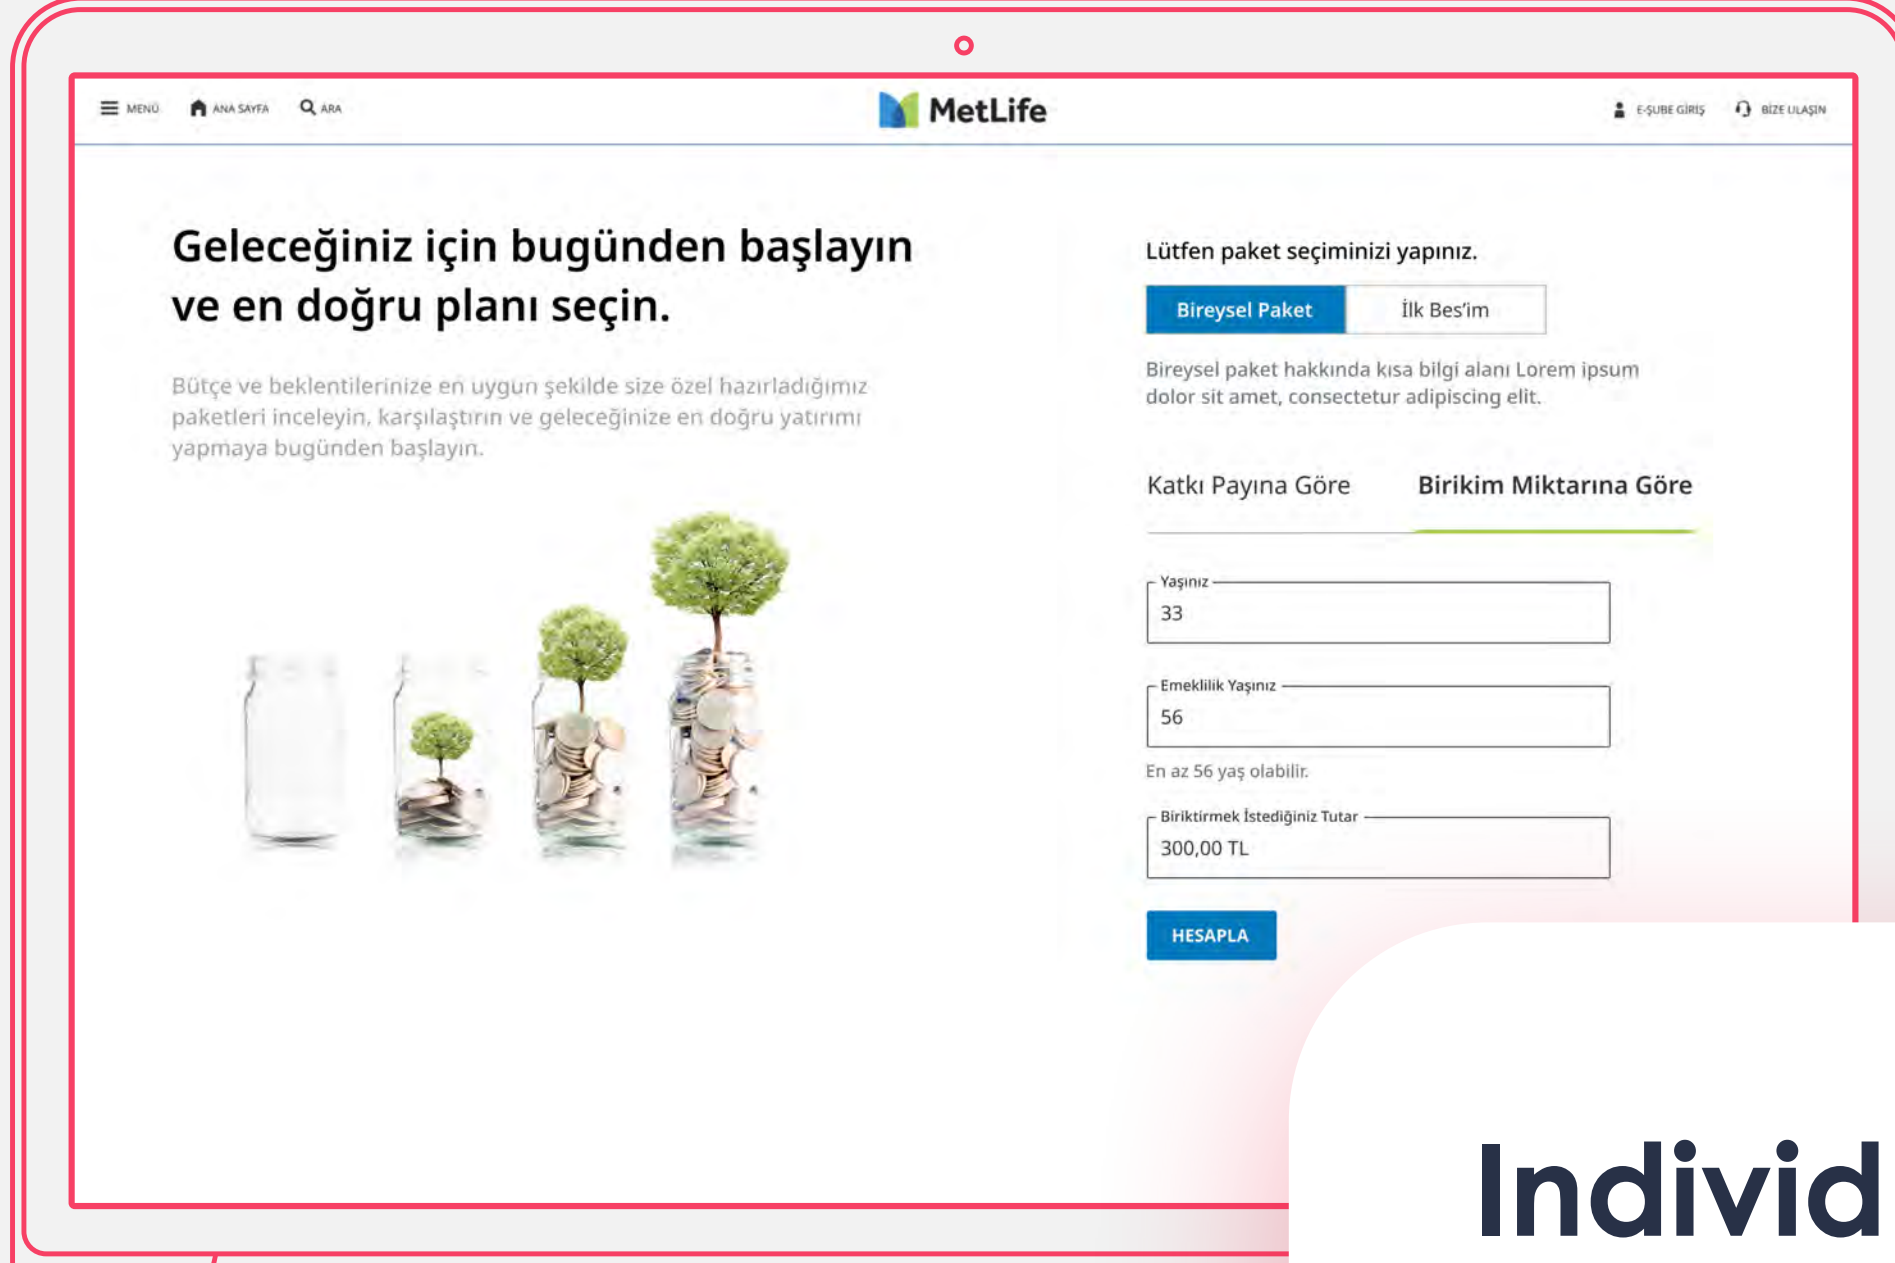 MENÜ ANA SAYFA ARA
MetLife
E-ŞUBE GİRİŞ BİZE ULAŞIN
Geleceğiniz için bugünden başlayın
ve en doğru planı seçin.
Bütçe ve beklentilerinize en uygun şekilde size özel hazırladığımız
paketleri inceleyin, karşılaştırın ve geleceğinize en doğru yatırımı
yapmaya bugünden başlayın.
Lütfen paket seçiminizi yapınız.
Bireysel Paket İlk Bes'im
Bireysel paket hakkında kısa bilgi alanı Lorem ipsum
dolor sit amet, consectetur adipiscing elit.
Katkı Payına Göre Birikim Miktarına Göre
Yaşınız
33
Emeklilik Yaşınız
56
En az 56 yaş olabilir.
Biriktirmek İstediğiniz Tutar
300,00 TL
HESAPLA
Individ